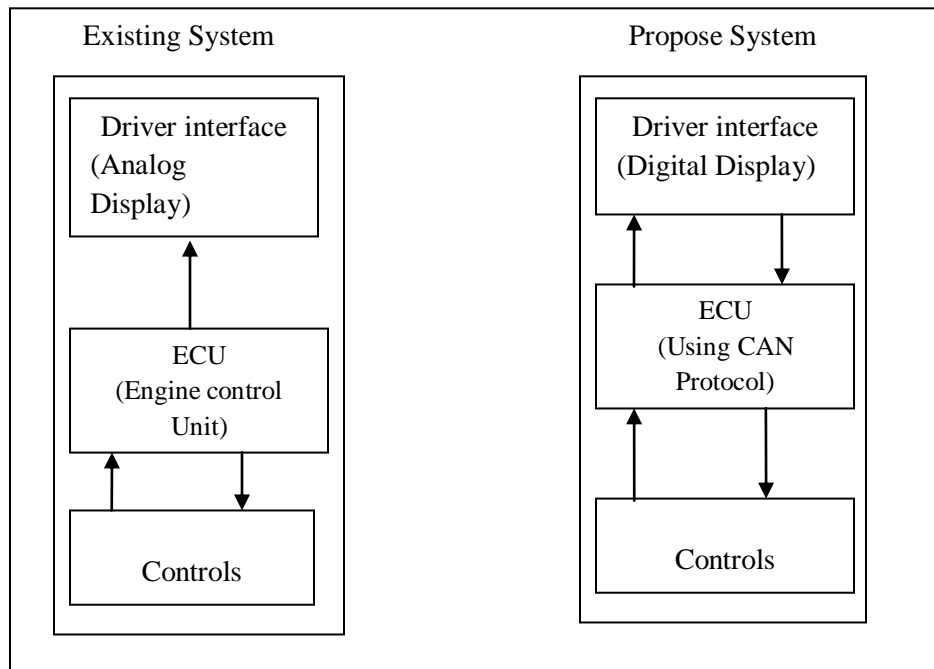 Existing System
Driver interface
(Analog
Display)
ECU
(Engine control
Unit)
Controls
Propose System
Driver interface
(Digital Display)
ECU
(Using CAN
Protocol)
Controls